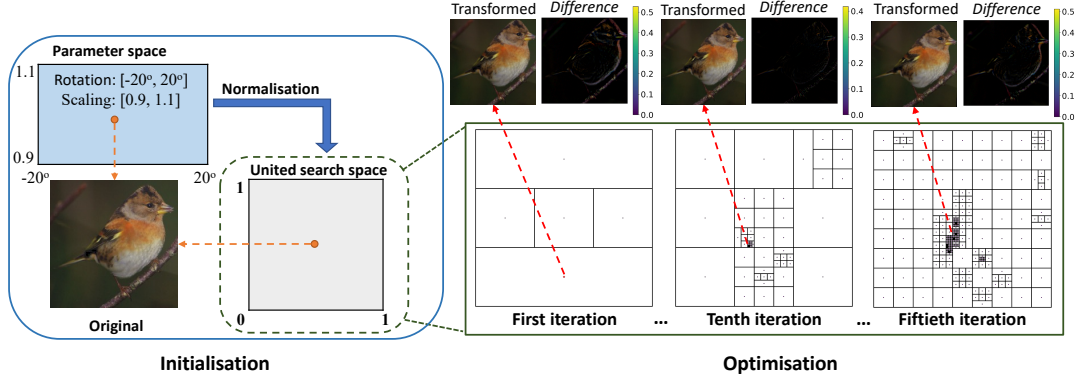 Parameter space
1.1
Rotation: [-20°, 20°]
Scaling: [0.9, 1.1]
0.9
-20°
20°
Normalisation
United search space
1
0
1
Original
Initialisation
Transformed
Difference
0.5
0.4
0.3
0.2
0.1
0.0
Transformed
Difference
0.4
0.3
0.2
0.1
0.0
Transformed
Difference
0.5
0.4
0.3
0.2
0.1
0.0
First iteration ... Tenth iteration ... Fiftieth iteration
Optimisation